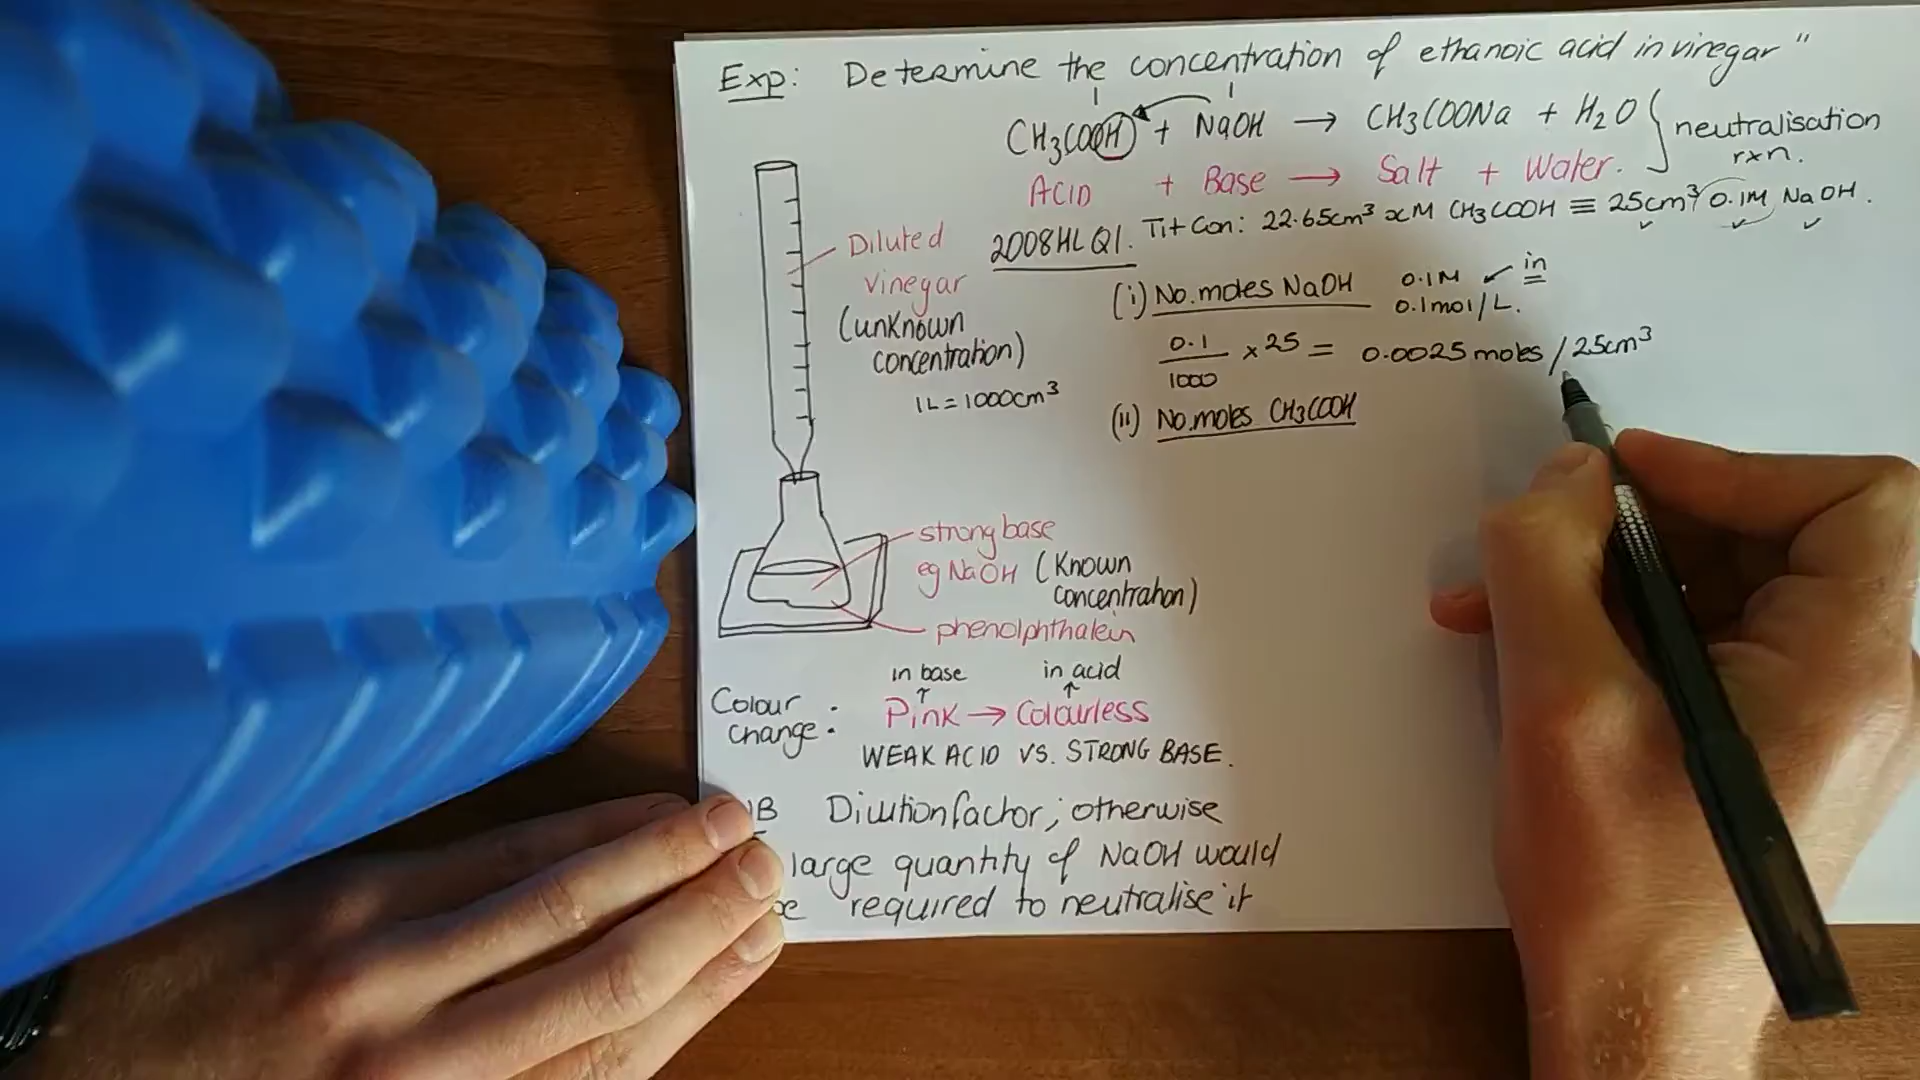 Exp: Determine the concentration of ethanoic acid in vinegar"
1 1
CH3COOH + NaOH → CH3COONa + H2O } neutralisation
rxn.
ACID + Base → Salt + Water.
2008HL Q1. Tit Con: 22.65cm³ xM CH3COOH ≡ 25cm³ 0.1M NaOH.
Diluted
vinegar
(unknown
concentration)
1L = 1000cm³
(i) No. moles NaOH 0.1M ↙ in
0.1mol/L.
0.1
1000
× 25 = 0.0025 moles / 25cm³
(ii) No. moles CH3COOH
strong base
eg NaOH (Known
concentration)
phenolphthalein
in base in acid
↑ ↑
Colour change: Pink → Colourless
WEAK ACID VS. STRONG BASE.
B Dilution factor; otherwise
large quantity of NaOH would
required to neutralise it